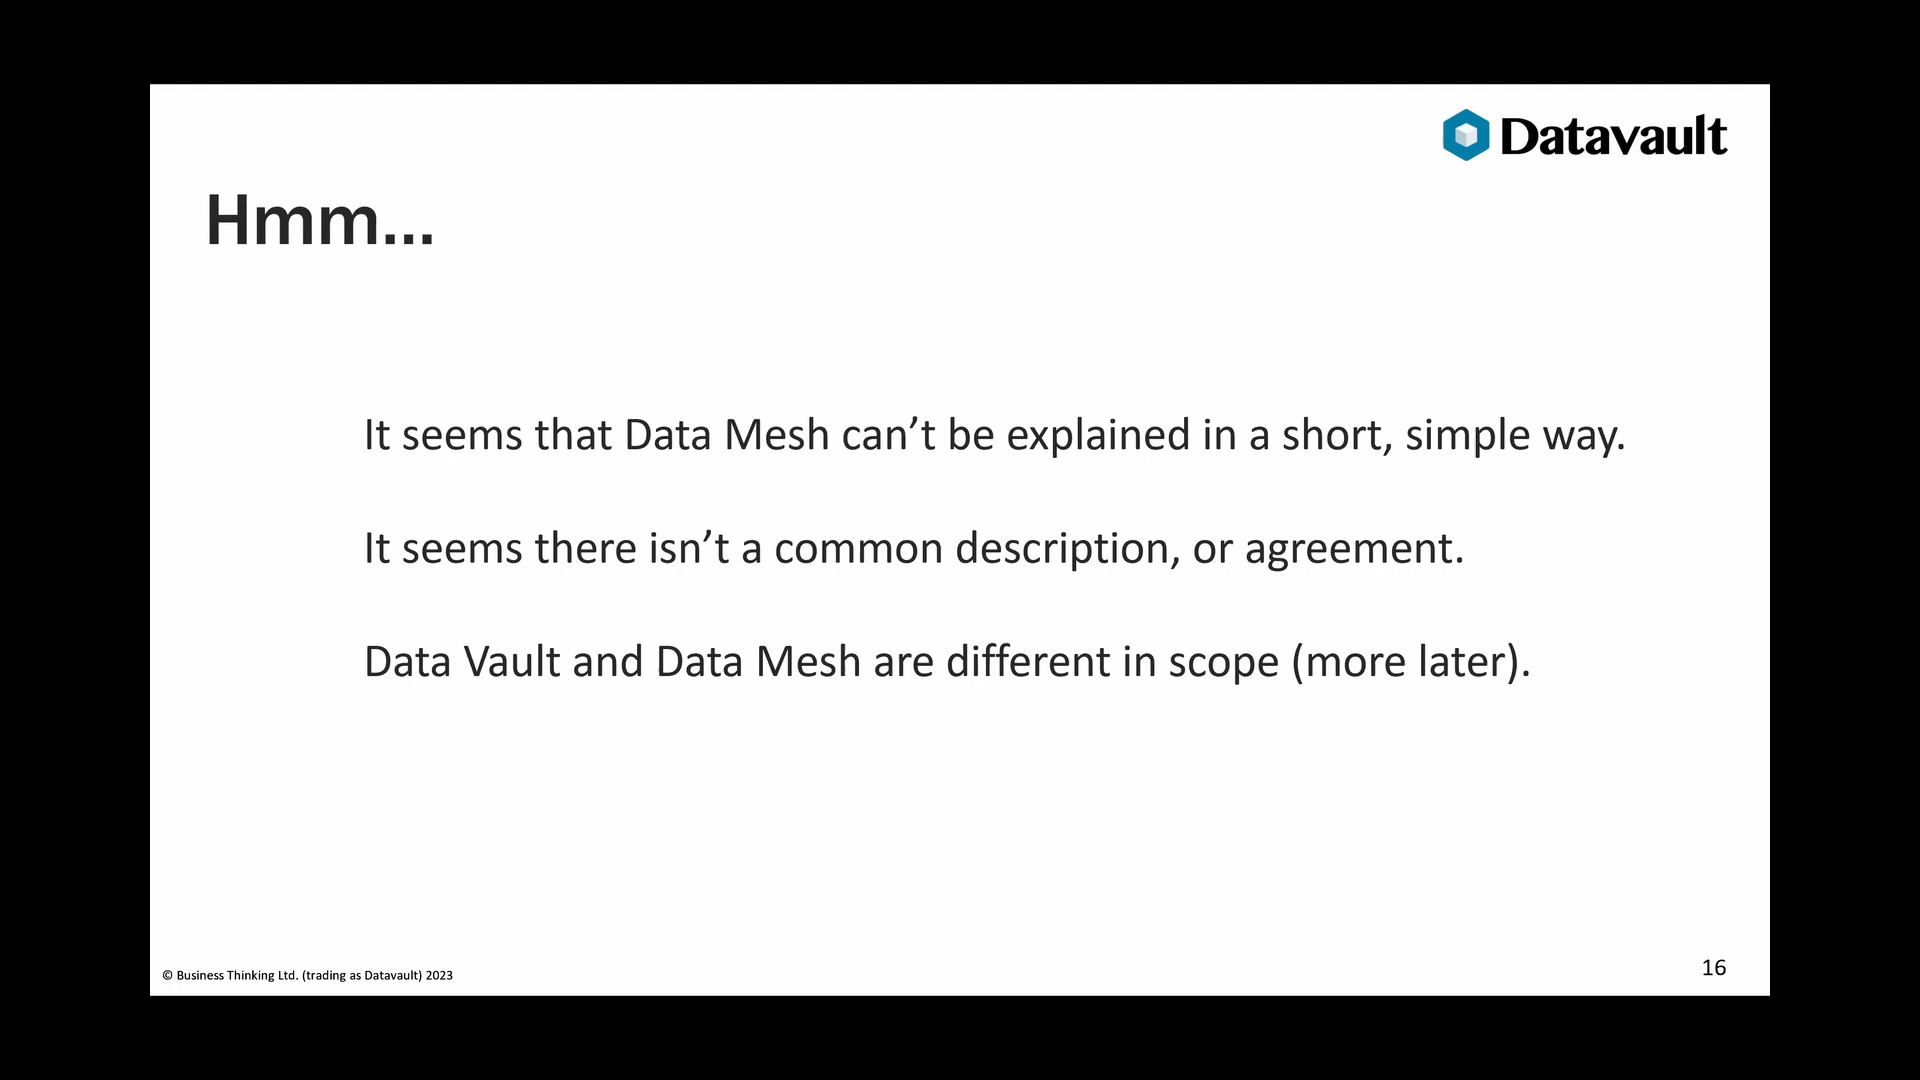 Datavault
Hmm...
It seems that Data Mesh can’t be explained in a short, simple way.
It seems there isn’t a common description, or agreement.
Data Vault and Data Mesh are different in scope (more later).
© Business Thinking Ltd. (trading as Datavault) 2023
16